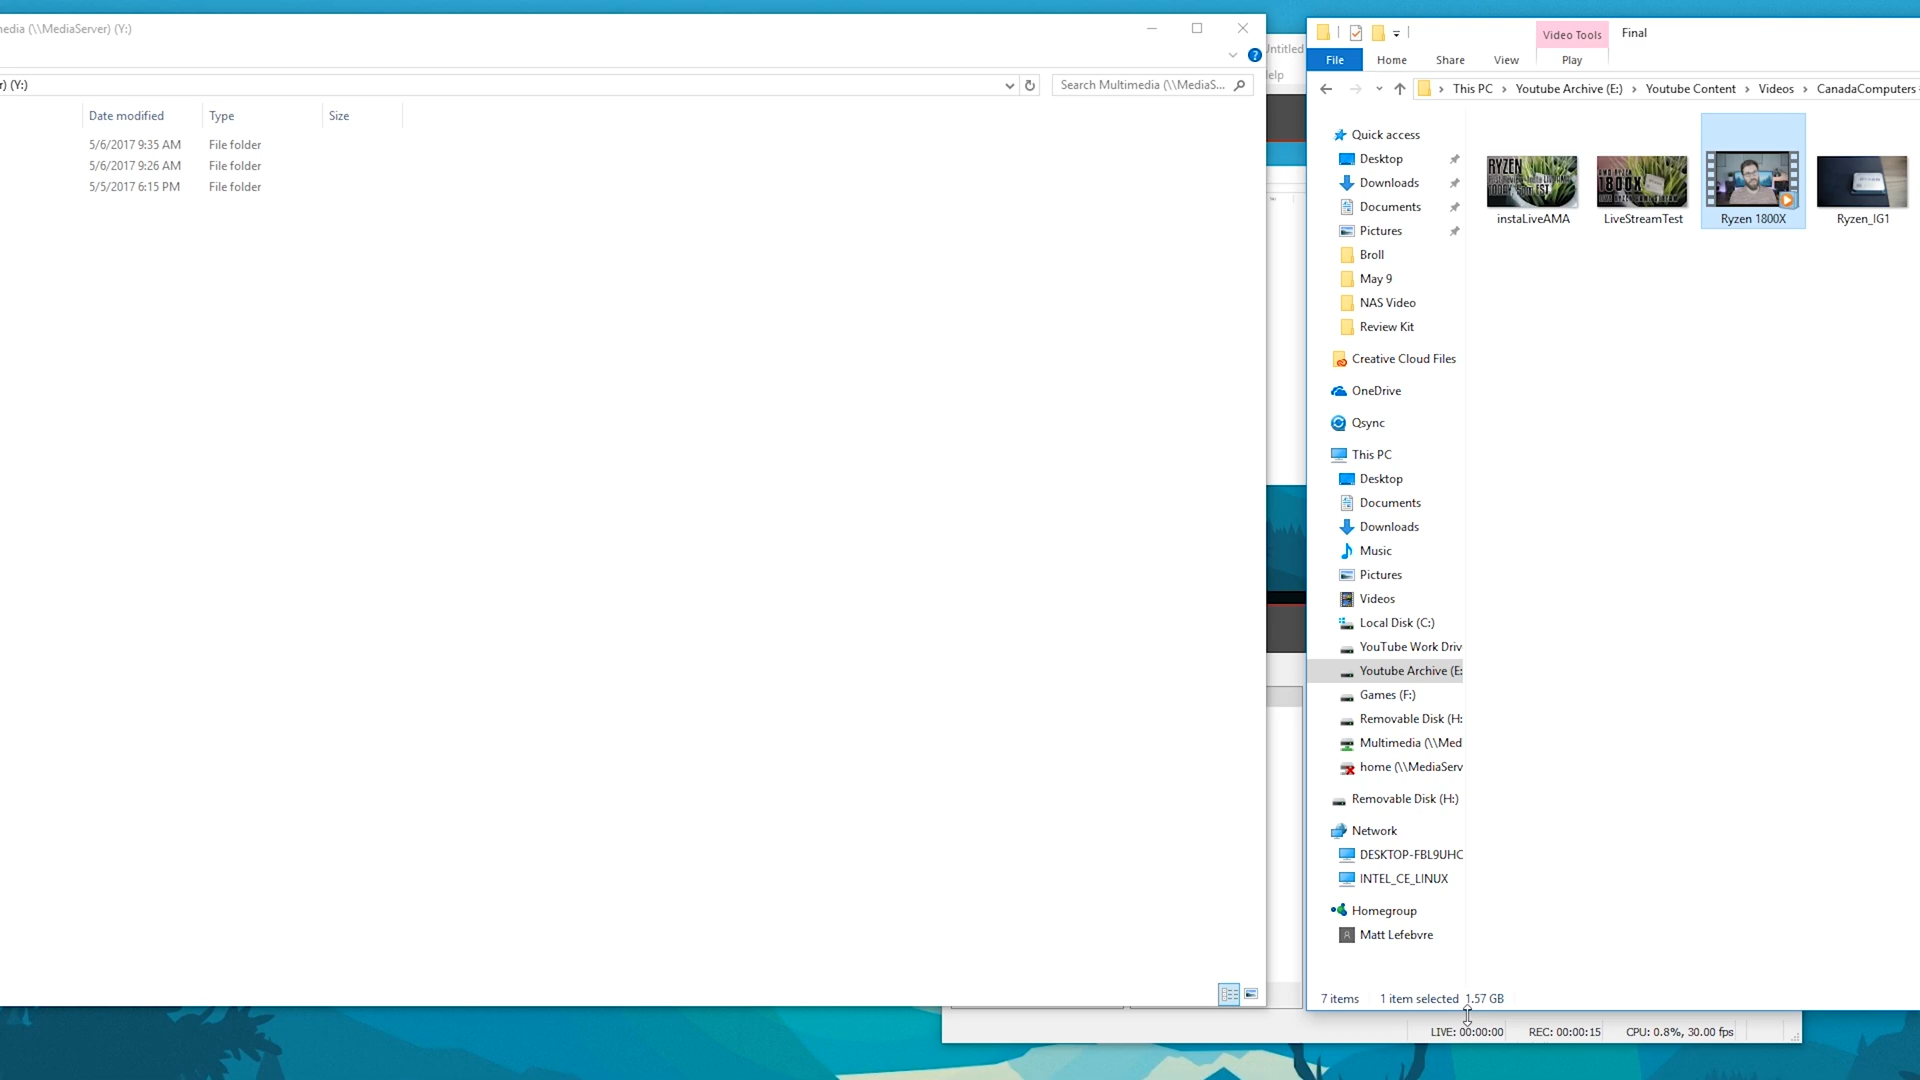 media (\\MediaServer) (Y:)
r) (Y:)
Search Multimedia (\\MediaS...
Date modified
Type
Size
5/6/2017 9:35 AM
File folder
5/6/2017 9:26 AM
File folder
5/5/2017 6:15 PM
File folder
Untitled
elp
Video Tools
Final
File
Home
Share
View
Play
This PC
Youtube Archive (E:)
Youtube Content
Videos
CanadaComputers
Quick access
Desktop
Downloads
Documents
Pictures
Broll
May 9
NAS Video
Review Kit
Creative Cloud Files
OneDrive
Qsync
This PC
Desktop
Documents
Downloads
Music
Pictures
Videos
Local Disk (C:)
YouTube Work Driv
Youtube Archive (E:
Games (F:)
Removable Disk (H:
Multimedia (\\Med
home (\\MediaServ
Removable Disk (H:)
Network
DESKTOP-FBL9UHC
INTEL_CE_LINUX
Homegroup
Matt Lefebvre
RYZEN
instaLiveAMA
1800X
LiveStreamTest
Ryzen 1800X
Ryzen_IG1
7 items
1 item selected 1.57 GB
LIVE: 00:00:00
REC: 00:00:15
CPU: 0.8%, 30.00 fps